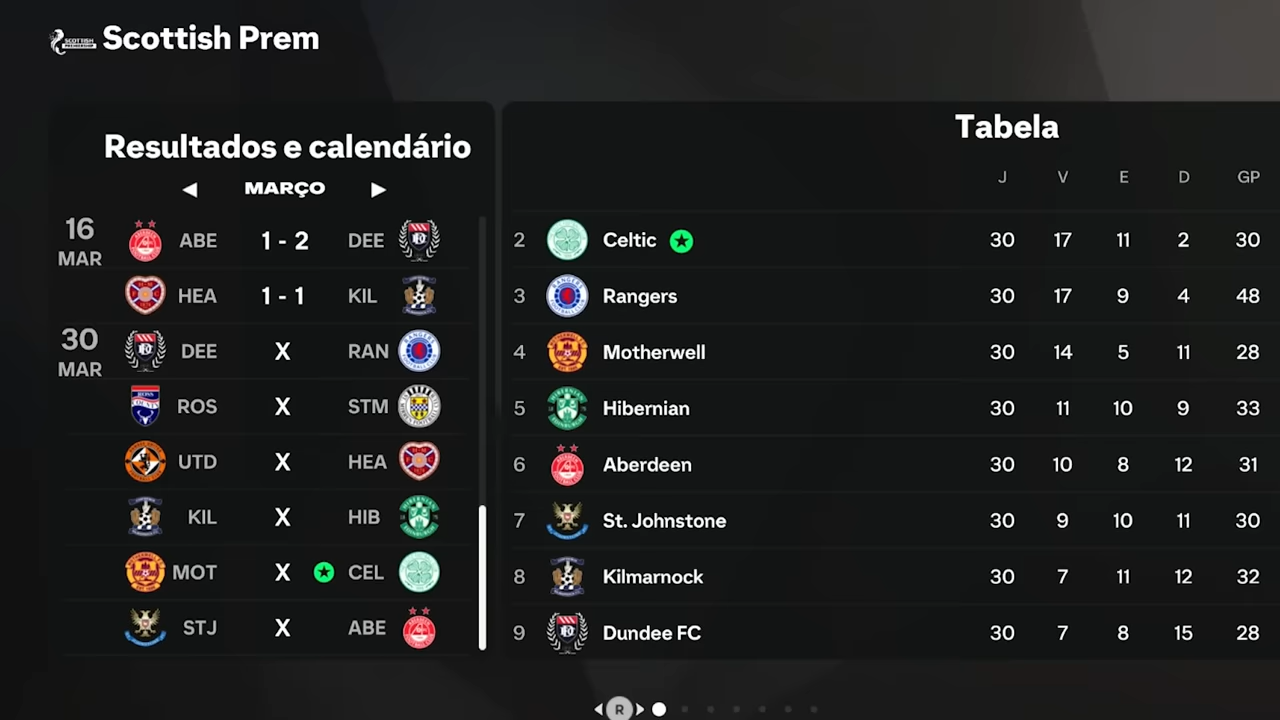 Scottish Prem
Resultados e calendário
MARÇO
16 MAR ABE 1 - 2 DEE
HEA 1 - 1 KIL
30 MAR DEE X RAN
ROS X STM
UTD X HEA
KIL X HIB
MOT X CEL
STJ X ABE
Tabela
J V E D GP
2 Celtic 30 17 11 2 30
3 Rangers 30 17 9 4 48
4 Motherwell 30 14 5 11 28
5 Hibernian 30 11 10 9 33
6 Aberdeen 30 10 8 12 31
7 St. Johnstone 30 9 10 11 30
8 Kilmarnock 30 7 11 12 32
9 Dundee FC 30 7 8 15 28
R